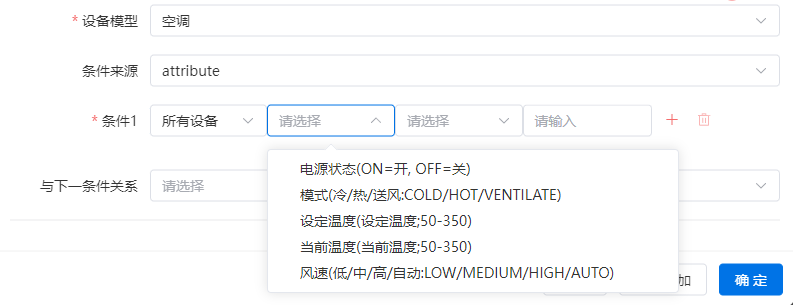 * 设备模型 空调
条件来源 attribute
* 条件1 所有设备 请选择 请选择 请输入
电源状态(ON=开, OFF=关)
与下一条件关系 请选择
模式(冷/热/送风:COLD/HOT/VENTILATE)
设定温度(设定温度;50-350)
当前温度(当前温度;50-350)
风速(低/中/高/自动:LOW/MEDIUM/HIGH/AUTO)
加 确 定